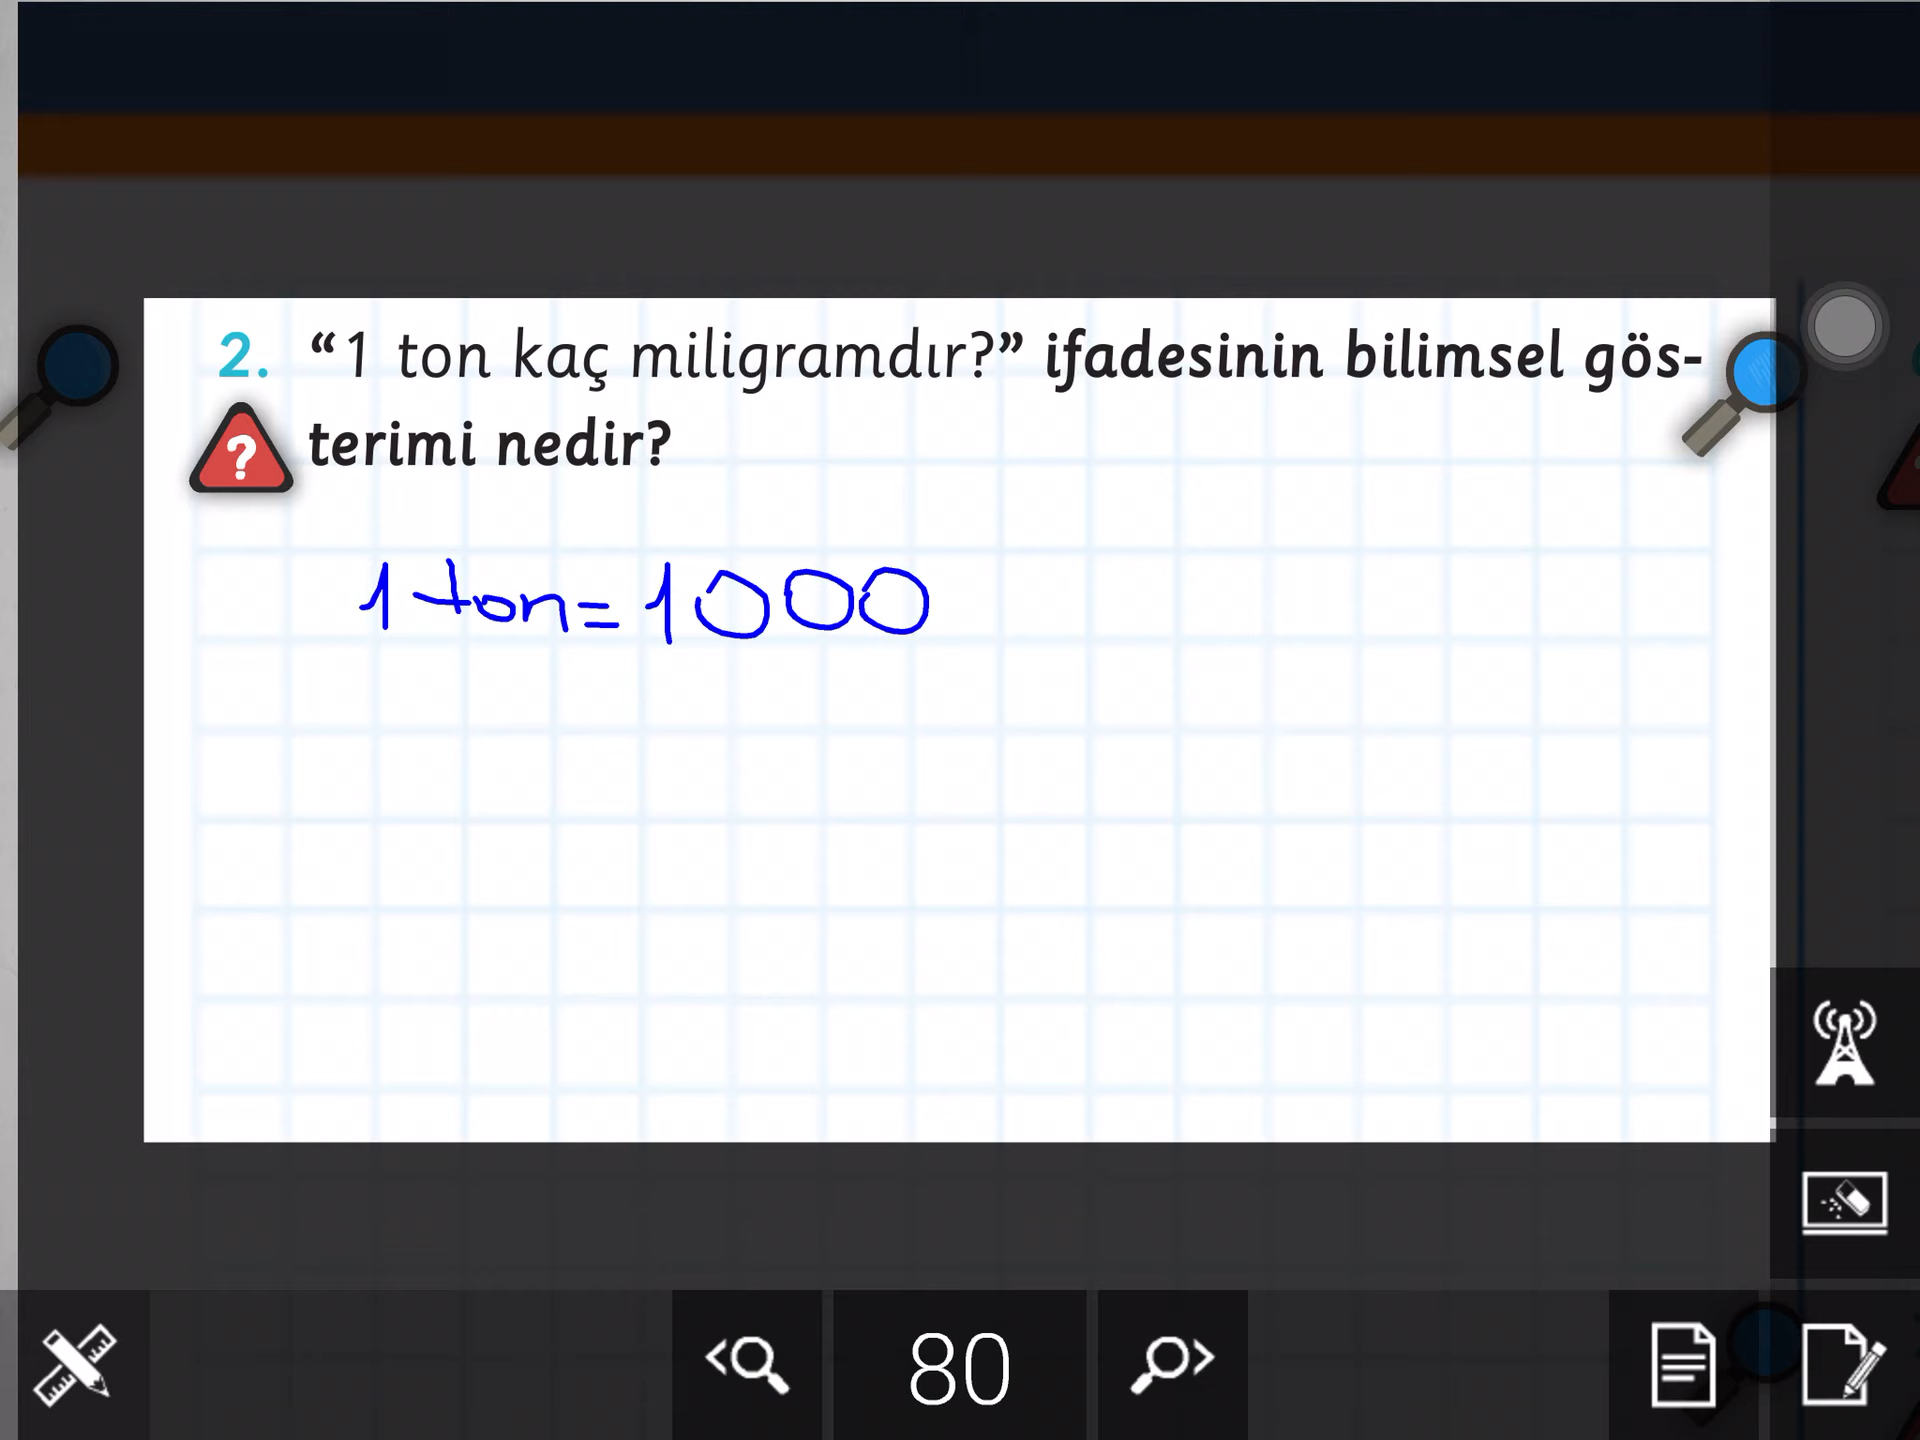 2. “1 ton kaç miligramdır?” ifadesinin bilimsel gös-
? terimi nedir?
1 ton = 1000
80